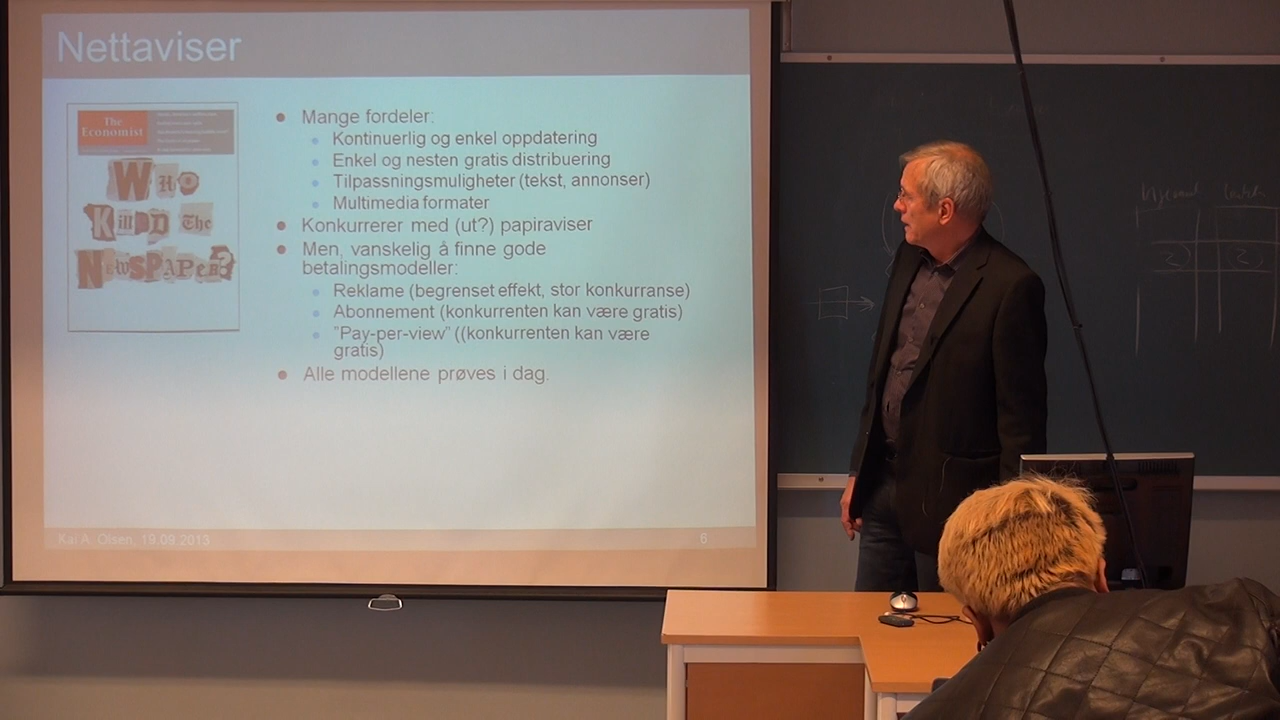 Nettaviser
The
Economist
Who
KillED The
NewsPaper?
Mange fordeler:
Kontinuerlig og enkel oppdatering
Enkel og nesten gratis distribuering
Tilpassningsmuligheter (tekst, annonser)
Multimedia formater
Konkurrerer med (ut?) papiraviser
Men, vanskelig å finne gode
betalingsmodeller:
Reklame (begrenset effekt, stor konkurranse)
Abonnement (konkurrenten kan være gratis)
"Pay-per-view" ((konkurrenten kan være
gratis)
Alle modellene prøves i dag.
Kai A. Olsen, 19.09.2013
6